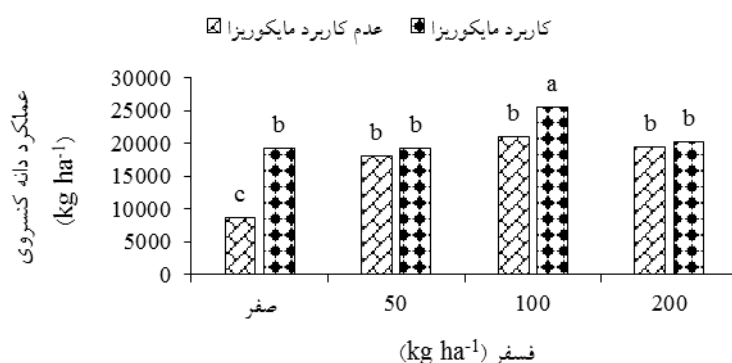 عدم کاربرد مایکوریزا کاربرد مایکوریزا
عملکرد دانه کنسروی
(kg ha-1)
30000
25000
20000
15000
10000
5000
0
c b b b b a b b
صفر 50 100 200
فسفر (kg ha-1)